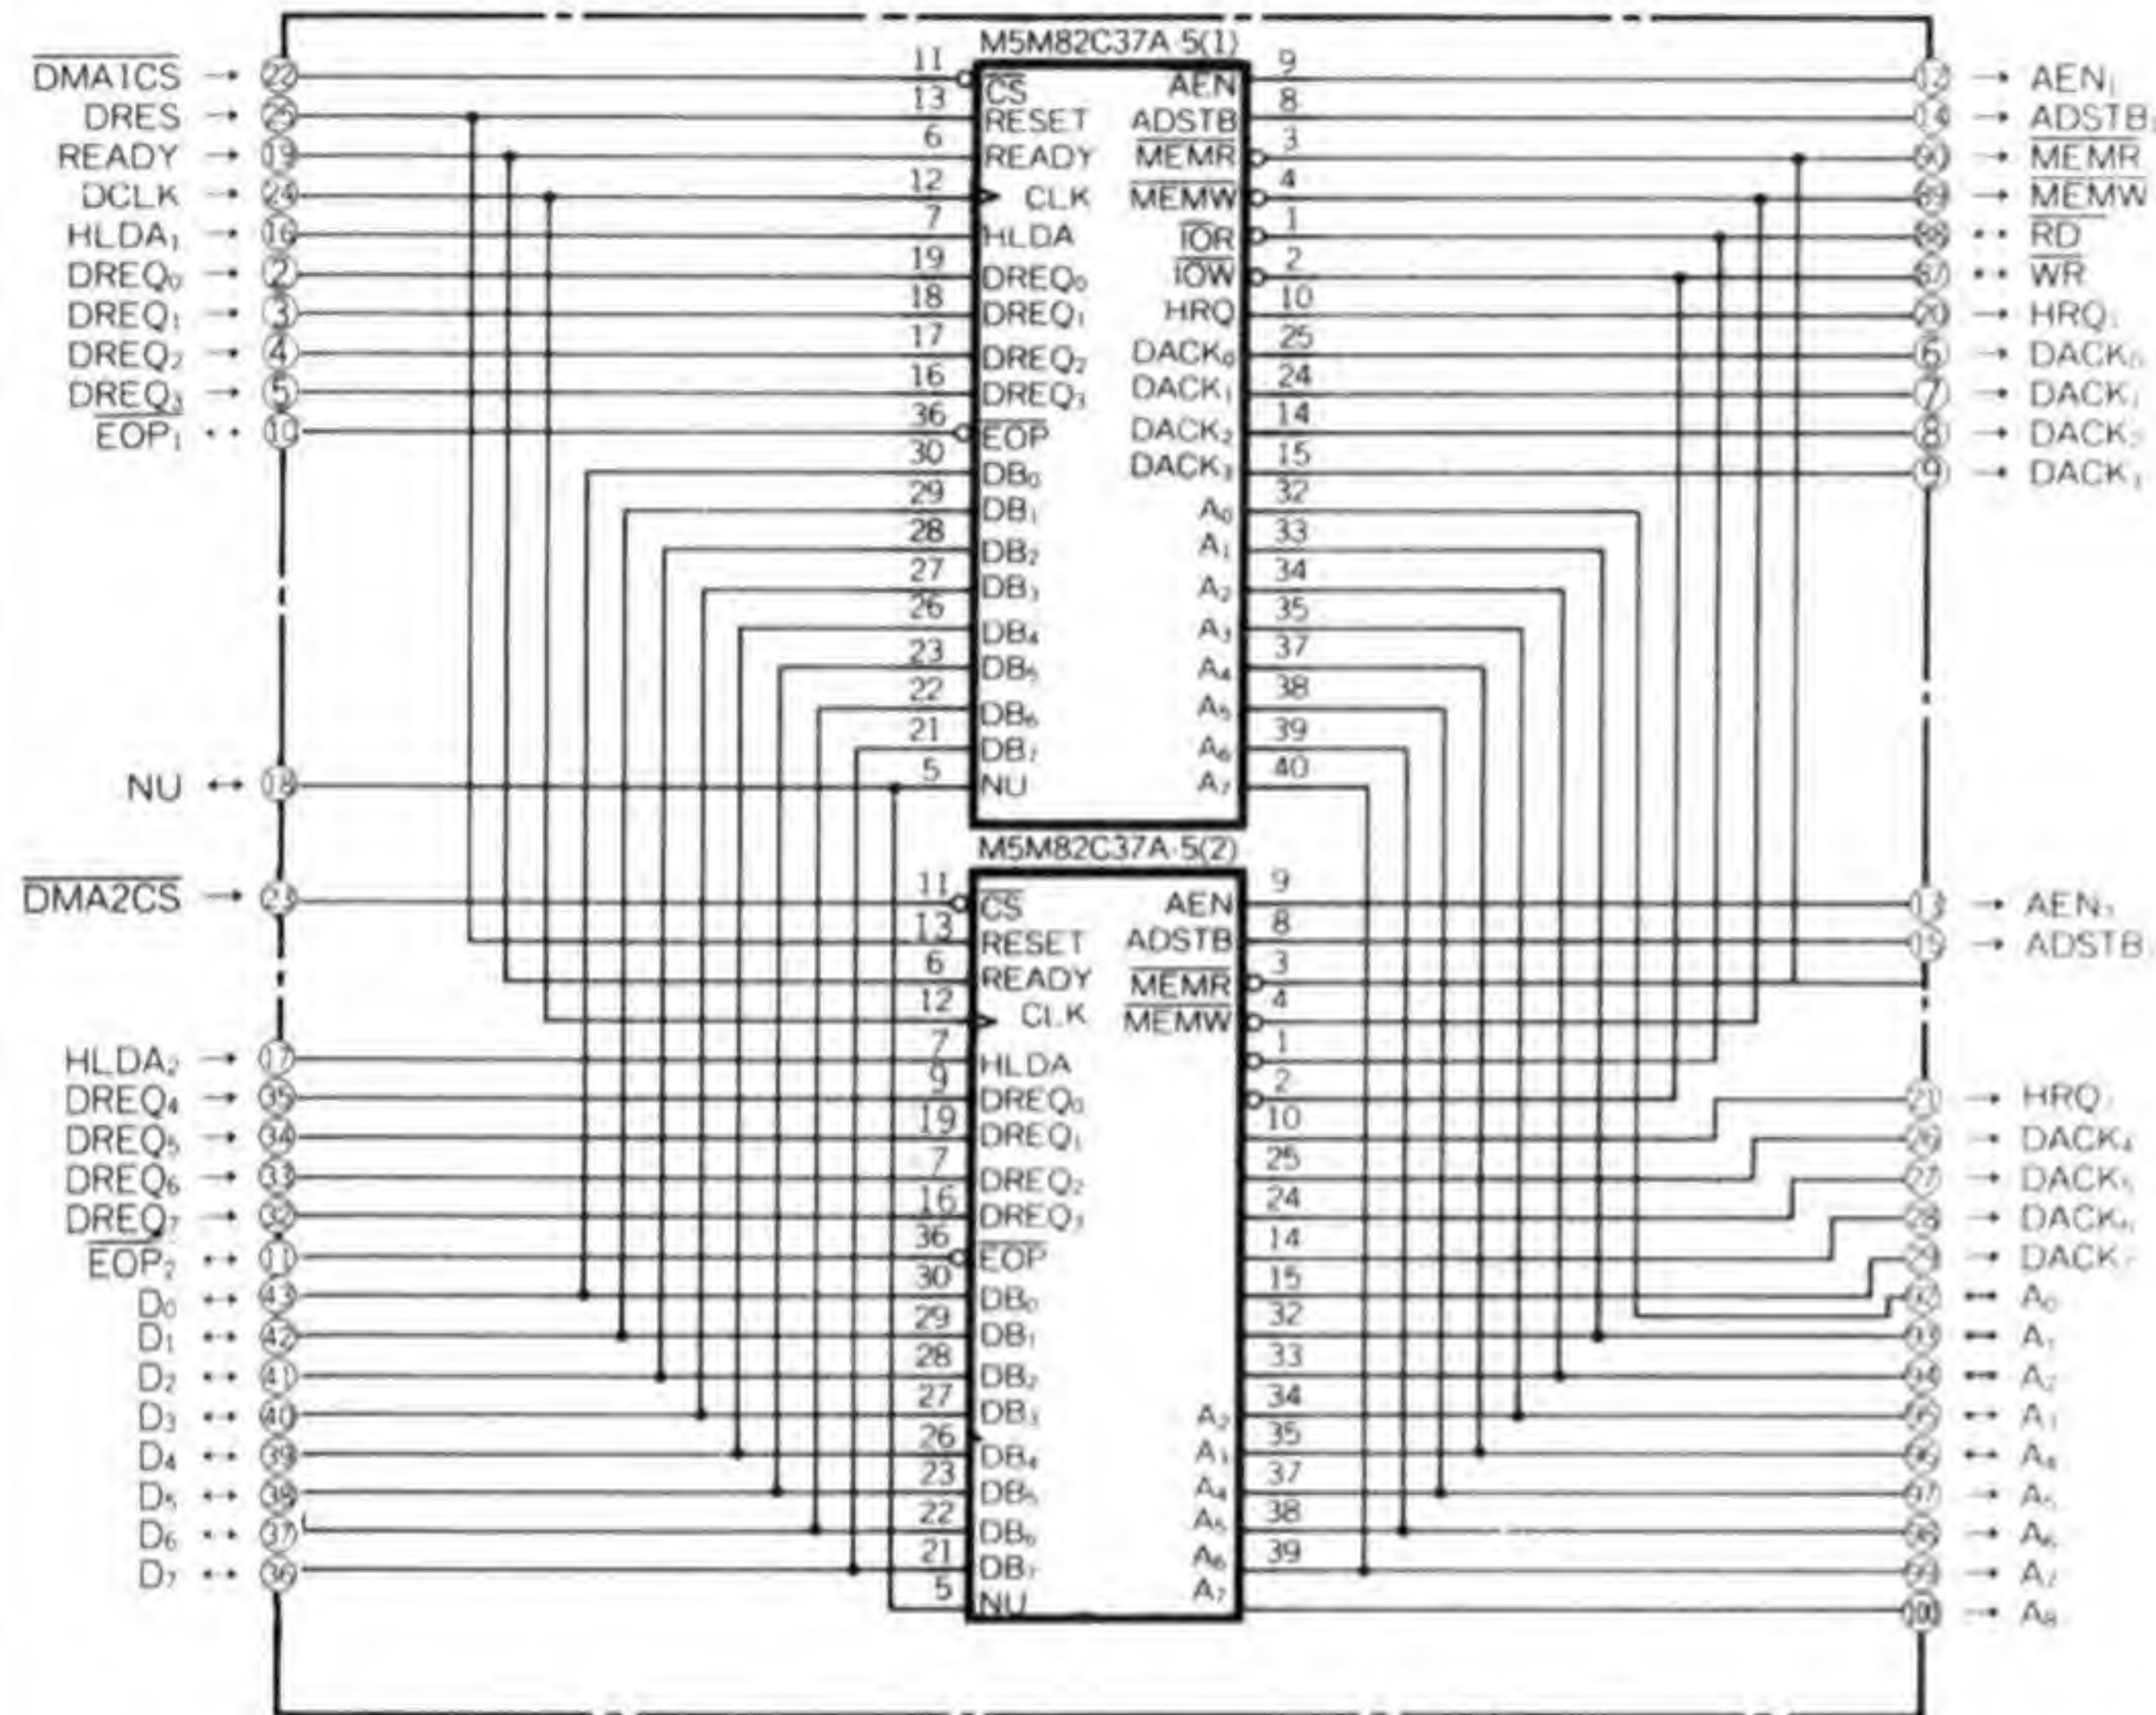 M5M82C37A-5(1)
DMA1CS → 22 11 CS AEN 9 12 → AEN₁
DRES → 25 13 RESET ADSTB 8 14 → ADSTB₁
READY → 19 6 READY MEMR 3 90 → MEMR
DCLK → 24 12 CLK MEMW 4 89 → MEMW
HLDA₁ → 16 7 HLDA IOR 1 88 ↔ RD
DREQ₀ → 2 19 DREQ₀ IOW 2 87 ↔ WR
DREQ₁ → 3 18 DREQ₁ HRQ 10 20 → HRQ₁
DREQ₂ → 4 17 DREQ₂ DACK₀ 25 6 → DACK₀
DREQ₃ → 5 16 DREQ₃ DACK₁ 24 7 → DACK₁
EOP₁ ↔ 10 36 EOP DACK₂ 14 8 → DACK₂
30 DB₀ DACK₃ 15 9 → DACK₃
29 DB₁ A₀ 32
28 DB₂ A₁ 33
27 DB₃ A₂ 34
26 DB₄ A₃ 35
23 DB₅ A₄ 37
22 DB₆ A₅ 38
21 DB₇ A₆ 39
NU ↔ 18 5 NU A₇ 40
M5M82C37A-5(2)
DMA2CS → 23 11 CS AEN 9 13 → AEN₂
13 RESET ADSTB 8 15 → ADSTB
6 READY MEMR 3
12 CLK MEMW 4
HLDA₂ → 17 7 HLDA 1
DREQ₄ → 35 9 DREQ₀ 2 21 → HRQ₂
DREQ₅ → 34 19 DREQ₁ 10 26 → DACK₄
DREQ₆ → 33 7 DREQ₂ 25 27 → DACK₅
DREQ₇ → 32 16 DREQ₃ 24 28 → DACK₆
EOP₂ ↔ 11 36 EOP 14 29 → DACK₇
D₀ ↔ 43 30 DB₀ 15 92 ↔ A₀
D₁ ↔ 42 29 DB₁ 32 93 ↔ A₁
D₂ ↔ 41 28 DB₂ 33 94 ↔ A₂
D₃ ↔ 40 27 DB₃ A₂ 34 95 ↔ A₃
D₄ ↔ 39 26 DB₄ A₃ 35 96 ↔ A₄
D₅ ↔ 38 23 DB₅ A₄ 37 97 → A₅
D₆ ↔ 37 22 DB₆ A₅ 38 98 → A₆
D₇ ↔ 36 21 DB₇ A₆ 39 99 → A₇
5 NU A₇ 100 → A₈